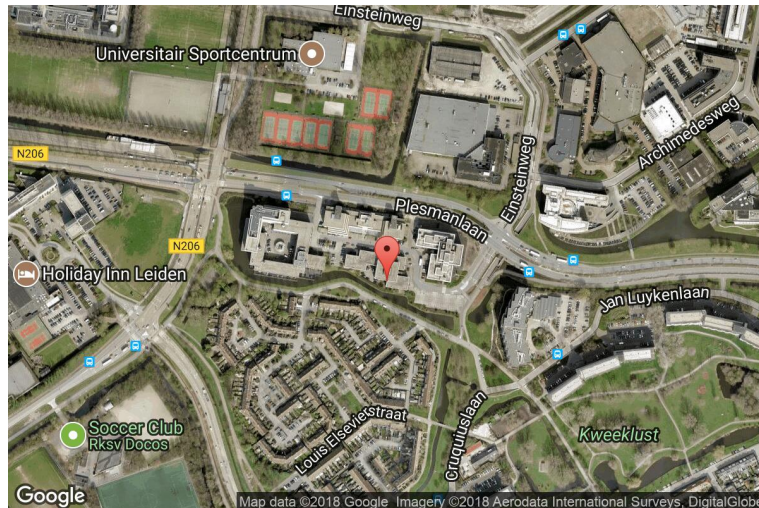 Einsteinweg
Universitair Sportcentrum
Archimedesweg
N206
Einsteinweg
Plesmanlaan
N206
Holiday Inn Leiden
Jan Luykenlaan
Soccer Club
Rksv Docos
Louis Elsevierstraat
Cruquiuslaan
Kweeklust
Google
Map data ©2018 Google Imagery ©2018 Aerodata International Surveys, DigitalGlobe